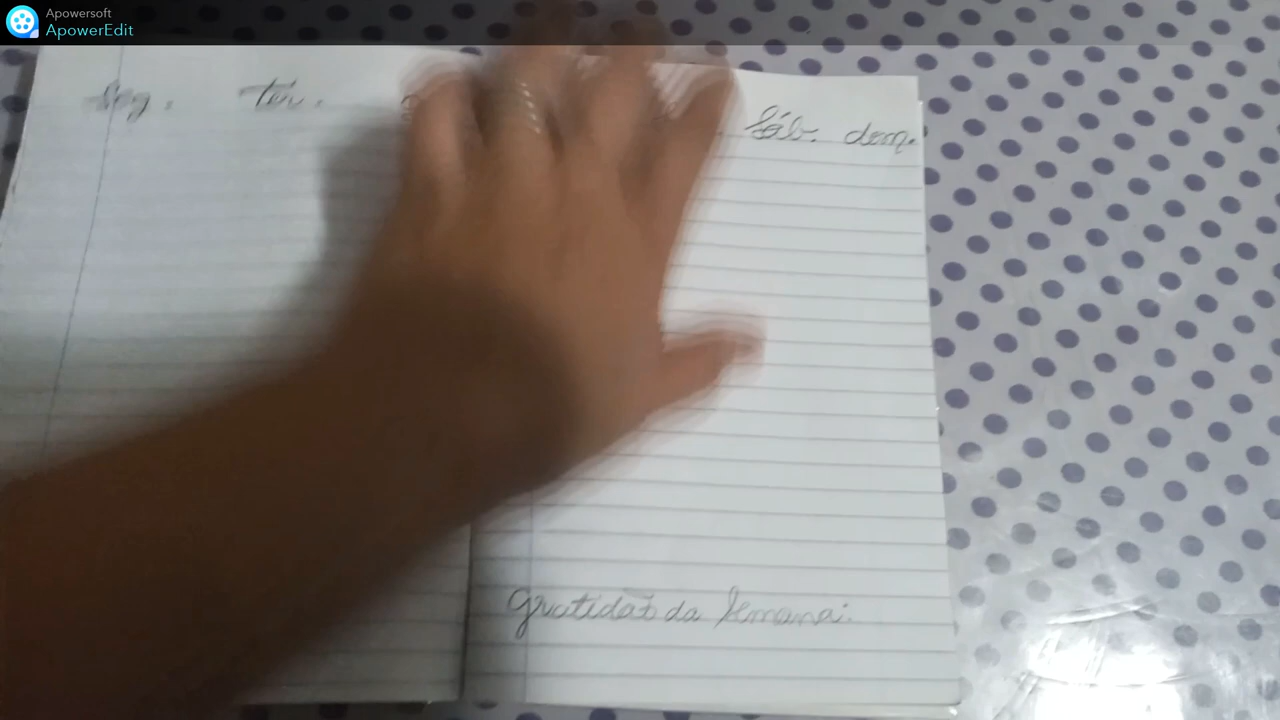 Apowersoft
ApowerEdit
Seg. ter. Sáb. dom.
Gratidão da Semana: